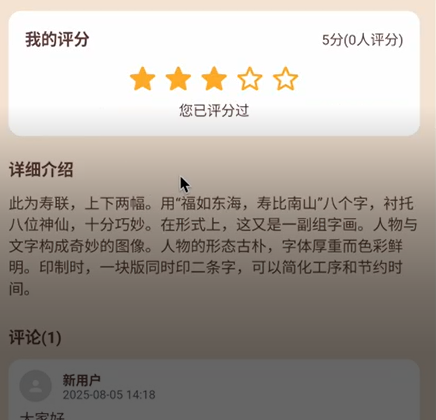 我的评分
5分(0人评分)
您已评分过
详细介绍
此为寿联，上下两幅。用“福如东海，寿比南山”八个字，衬托
八位神仙，十分巧妙。在形式上，这又是一副组字画。人物与
文字构成奇妙的图像。人物的形态古朴，字体厚重而色彩鲜
明。印制时，一块版同时印二条字，可以简化工序和节约时
间。
评论(1)
新用户
2025-08-05 14:18
大家好